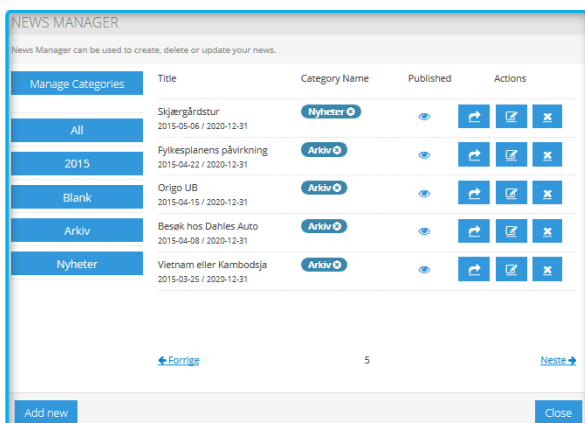 NEWS MANAGER
News Manager can be used to create, delete or update your news.
Manage Categories
All
2015
Blank
Arkiv
Nyheter
Title Category Name Published Actions
Skjærgårdstur Nyheter
2015-05-06 / 2020-12-31
Fylkesplanens påvirkning Arkiv
2015-04-22 / 2020-12-31
Origo UB Arkiv
2015-04-15 / 2020-12-31
Besøk hos Dahles Auto Arkiv
2015-04-08 / 2020-12-31
Vietnam eller Kambodsja Arkiv
2015-03-25 / 2020-12-31
Forrige 5 Neste
Add new Close